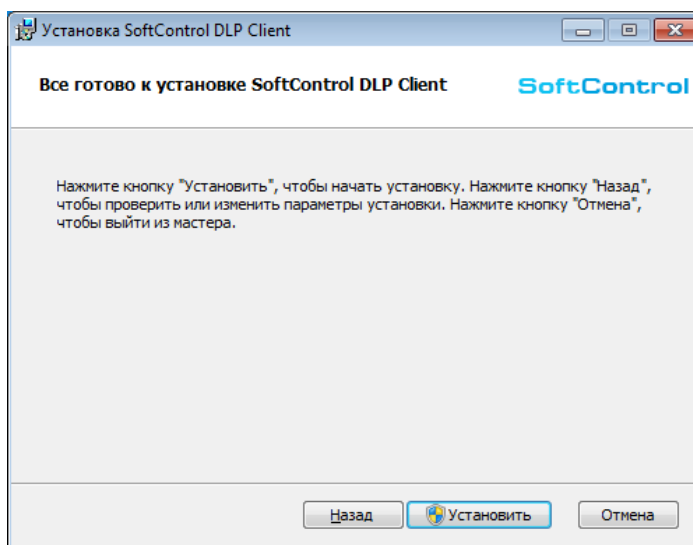 Установка SoftControl DLP Client
Все готово к установке SoftControl DLP Client
SoftControl
Нажмите кнопку "Установить", чтобы начать установку. Нажмите кнопку "Назад",
чтобы проверить или изменить параметры установки. Нажмите кнопку "Отмена",
чтобы выйти из мастера.
Назад
Установить
Отмена